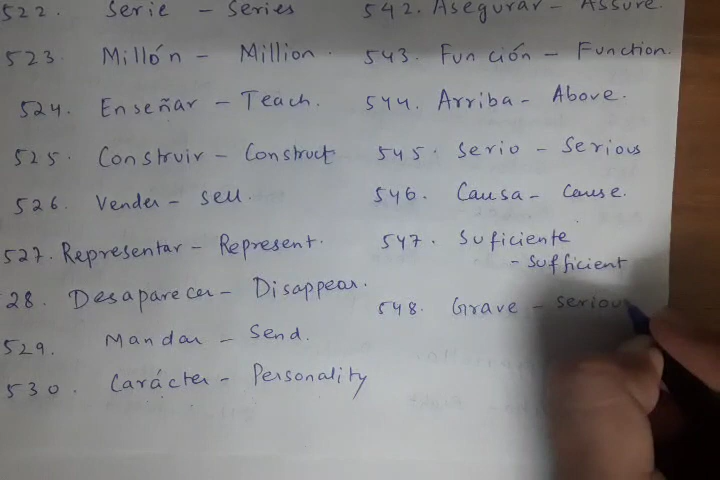 522. Serie - Series
523. Millón - Million.
524. Enseñar - Teach.
525. Construir - Construct
526. Vender - Sell.
527. Representar - Represent.
28. Desaparecer - Disappear.
529. Mandar - Send.
530. Carácter - Personality
542. Asegurar - Assure.
543. Función - Function.
544. Arriba - Above.
545. Serio - Serious
546. Causa - Cause.
547. Suficiente
- Sufficient
548. Grave - Serious